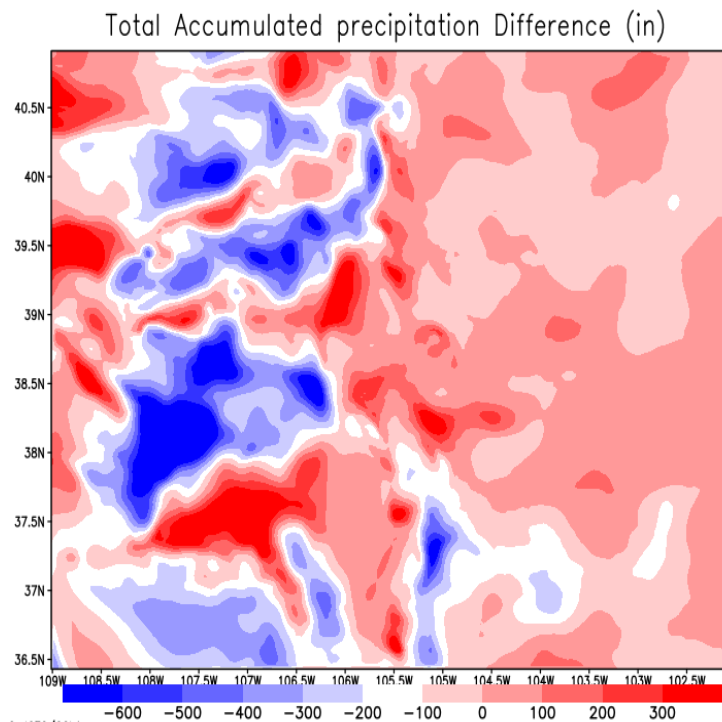 Total Accumulated precipitation Difference (in)
40.5N
40N
39.5N
39N
38.5N
38N
37.5N
37N
36.5N
109W 108.5W 108W 107.5W 107W 106.5W 106W 105.5W 105W 104.5W 104W 103.5W 103W 102.5W
-600 -500 -400 -300 -200 -100 0 100 200 300